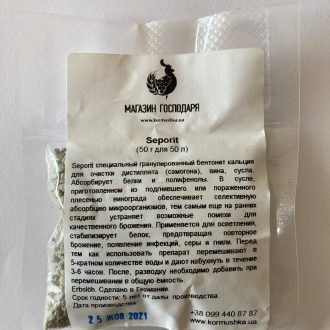 МАГАЗИН ГОСПОДАРЯ
www.kormushka.ua
Seporit
(50 г для 50 л)
Seporit специальный гранулированный бентонит кальция
для очистки дистиллята (самогона), вина, сусла.
Абсорбирует белки и полифенолы. В сусле,
приготовленном из подгнившего или пораженного
плесенью винограда обеспечивает селективную
абсорбцию микроорганизмов, тем самым еще на ранних
стадиях устраняет возможные помехи для
качественного брожения. Применяется для осветления,
стабилизирует белок, предотвращая повторное
брожение, появление инфекций, серы и гнили. Перед
тем как использовать препарат перемешивают в
5-кратном количестве воды и дают набухнуть в течение
3-6 часов. После, разводку необходимо добавить при
перемешивании в общую емкость.
Erbslöh. Сделано в Германии.
Срок годности: 5 лет от даты производства.
Дата производства:
25 ЖОВ 2021
+38 099 440 87 87
www.kormushka.ua